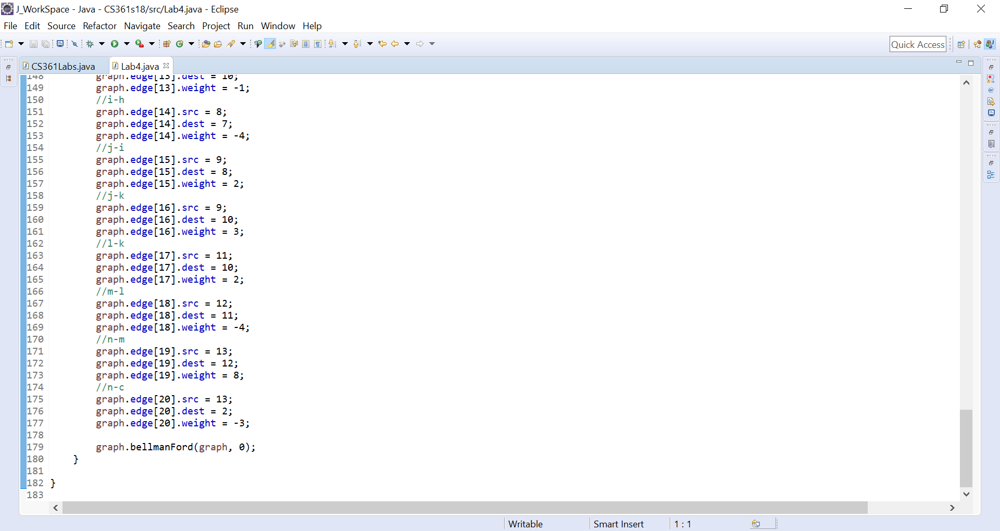 J_WorkSpace - Java - CS361s18/src/Lab4.java - Eclipse
File Edit Source Refactor Navigate Search Project Run Window Help
Quick Access
CS361Labs.java Lab4.java
148 graph.edge[13].dest = 10;
149 graph.edge[13].weight = -1;
150 //i-h
151 graph.edge[14].src = 8;
152 graph.edge[14].dest = 7;
153 graph.edge[14].weight = -4;
154 //j-i
155 graph.edge[15].src = 9;
156 graph.edge[15].dest = 8;
157 graph.edge[15].weight = 2;
158 //j-k
159 graph.edge[16].src = 9;
160 graph.edge[16].dest = 10;
161 graph.edge[16].weight = 3;
162 //l-k
163 graph.edge[17].src = 11;
164 graph.edge[17].dest = 10;
165 graph.edge[17].weight = 2;
166 //m-l
167 graph.edge[18].src = 12;
168 graph.edge[18].dest = 11;
169 graph.edge[18].weight = -4;
170 //n-m
171 graph.edge[19].src = 13;
172 graph.edge[19].dest = 12;
173 graph.edge[19].weight = 8;
174 //n-c
175 graph.edge[20].src = 13;
176 graph.edge[20].dest = 2;
177 graph.edge[20].weight = -3;
178
179 graph.bellmanFord(graph, 0);
180 }
181
182 }
183
Writable Smart Insert 1 : 1